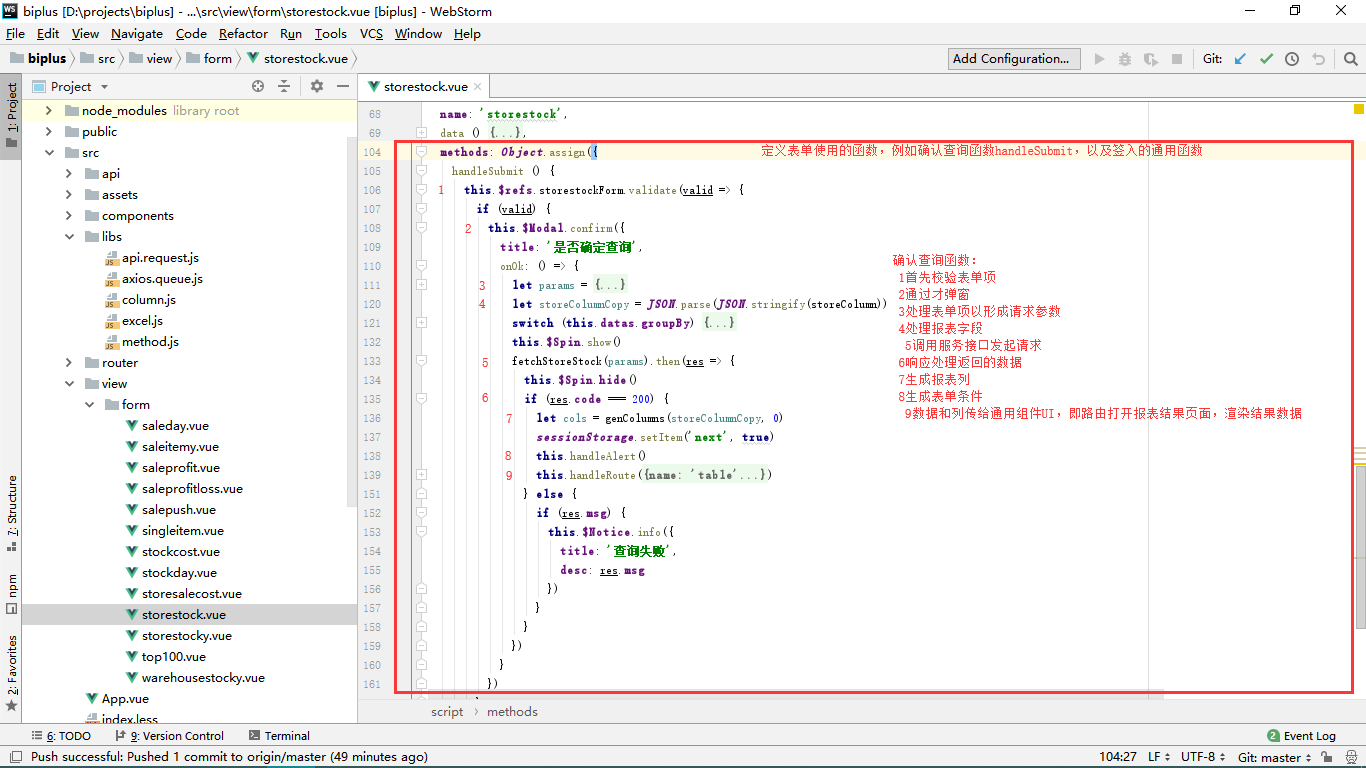 biplus [D:\projects\biplus] - ...\src\view\form\storestock.vue [biplus] - WebStorm
File Edit View Navigate Code Refactor Run Tools VCS Window Help
biplus src view form storestock.vue Add Configuration... Git:
1: Project
Project
storestock.vue
node_modules library root
public
src
api
assets
components
libs
api.request.js
axios.queue.js
column.js
excel.js
method.js
router
view
form
saleday.vue
saleitemy.vue
saleprofit.vue
saleprofitloss.vue
salepush.vue
singleitem.vue
stockcost.vue
stockday.vue
storesalecost.vue
storestock.vue
storestocky.vue
top100.vue
warehousestocky.vue
App.vue
index.less
7: Structure
npm
2: Favorites
68 name: 'storestock',
69 data () {...},
104 methods: Object.assign({ 定义表单使用的函数，例如确认查询函数handleSubmit，以及签入的通用函数
105 handleSubmit () {
106 1 this.$refs.storestockForm.validate(valid => {
107 if (valid) {
108 2 this.$Modal.confirm({
109 title: '是否确定查询',
110 onOk: () => {
111 3 let params = {...}
120 4 let storeColumnCopy = JSON.parse(JSON.stringify(storeColumn))
121 switch (this.datas.groupBy) {...}
132 this.$Spin.show()
133 5 fetchStoreStock(params).then(res => {
134 this.$Spin.hide()
135 6 if (res.code === 200) {
136 7 let cols = genColumns(storeColumnCopy, 0)
137 sessionStorage.setItem('next', true)
138 8 this.handleAlert()
139 9 this.handleRoute({name: 'table'...})
151 } else {
152 if (res.msg) {
153 this.$Notice.info({
154 title: '查询失败',
155 desc: res.msg
156 })
157 }
158 }
159 })
160 }
161 })
确认查询函数：
1首先校验表单项
2通过才弹窗
3处理表单项以形成请求参数
4处理报表字段
5调用服务接口发起请求
6响应处理返回的数据
7生成报表列
8生成表单条件
9数据和列传给通用组件UI，即路由打开报表结果页面，渲染结果数据
script methods
6: TODO 9: Version Control Terminal 2 Event Log
Push successful: Pushed 1 commit to origin/master (49 minutes ago) 104:27 LF UTF-8 Git: master